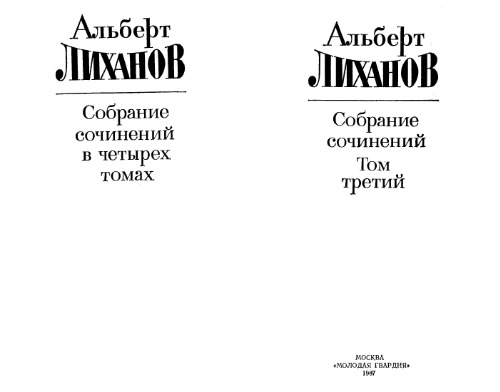 Альберт
ЛИХАНОВ
Собрание
сочинений
в четырех
томах
Альберт
ЛИХАНОВ
Собрание
сочинений
Том
третий
МОСКВА
«МОЛОДАЯ ГВАРДИЯ»
1987